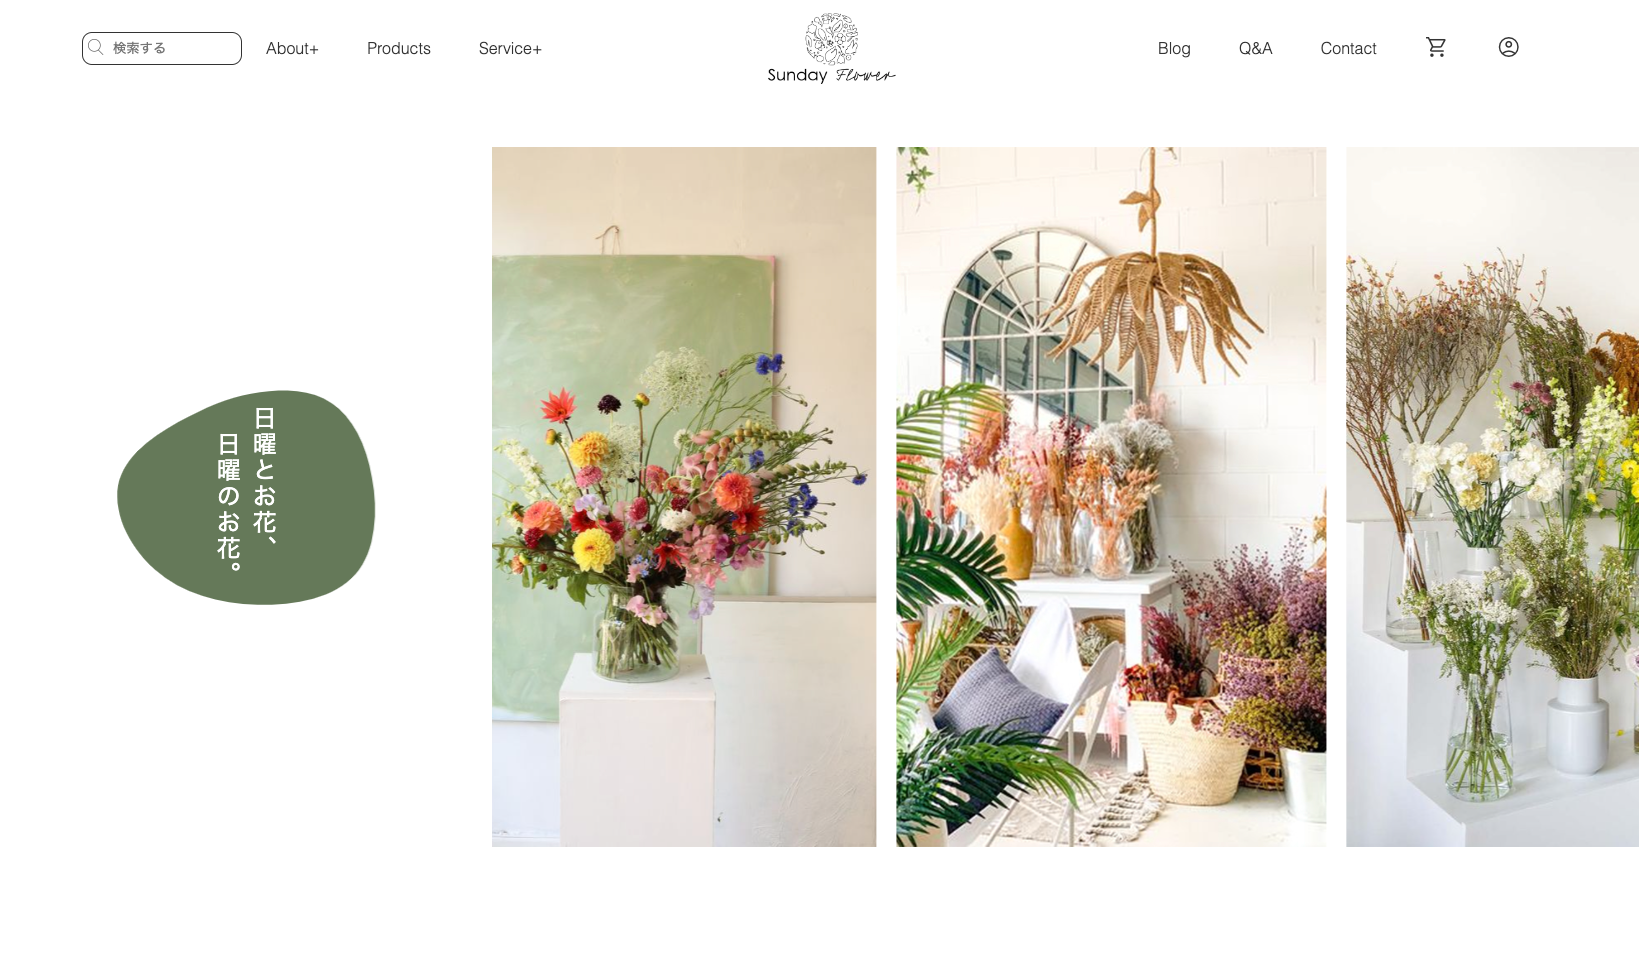 検索する
About+
Products
Service+
Sunday Flower
Blog
Q&A
Contact
日曜とお花、
日曜のお花。